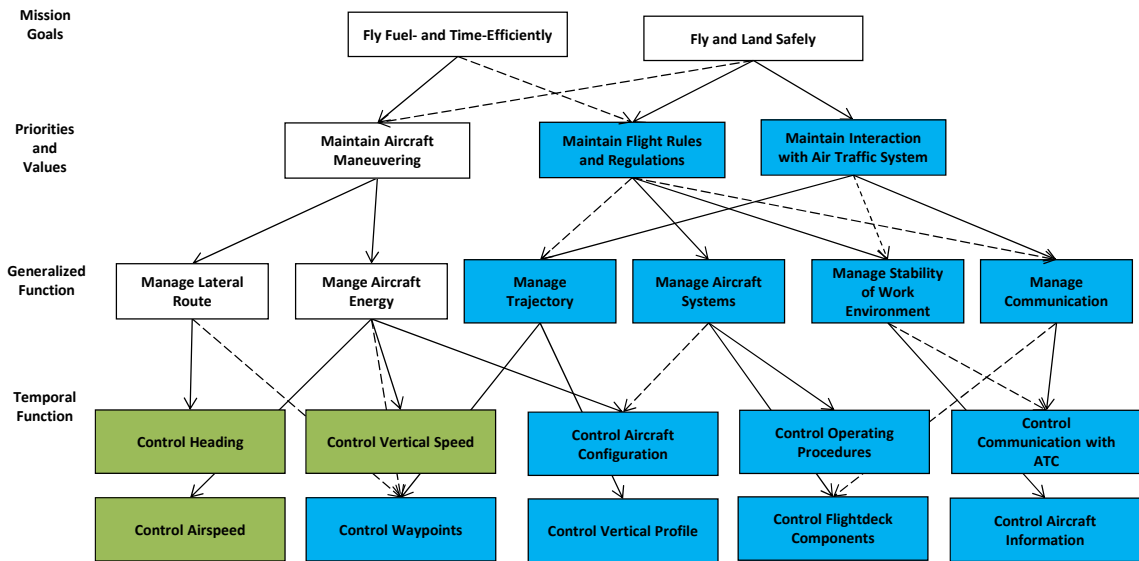 Mission
Goals
Fly Fuel- and Time-Efficiently
Fly and Land Safely
Priorities
and
Values
Maintain Aircraft
Maneuvering
Maintain Flight Rules
and Regulations
Maintain Interaction
with Air Traffic System
Generalized
Function
Manage Lateral
Route
Mange Aircraft
Energy
Manage
Trajectory
Manage Aircraft
Systems
Manage Stability
of Work
Environment
Manage
Communication
Temporal
Function
Control Heading
Control Vertical Speed
Control Aircraft
Configuration
Control Operating
Procedures
Control
Communication with
ATC
Control Airspeed
Control Waypoints
Control Vertical Profile
Control Flightdeck
Components
Control Aircraft
Information